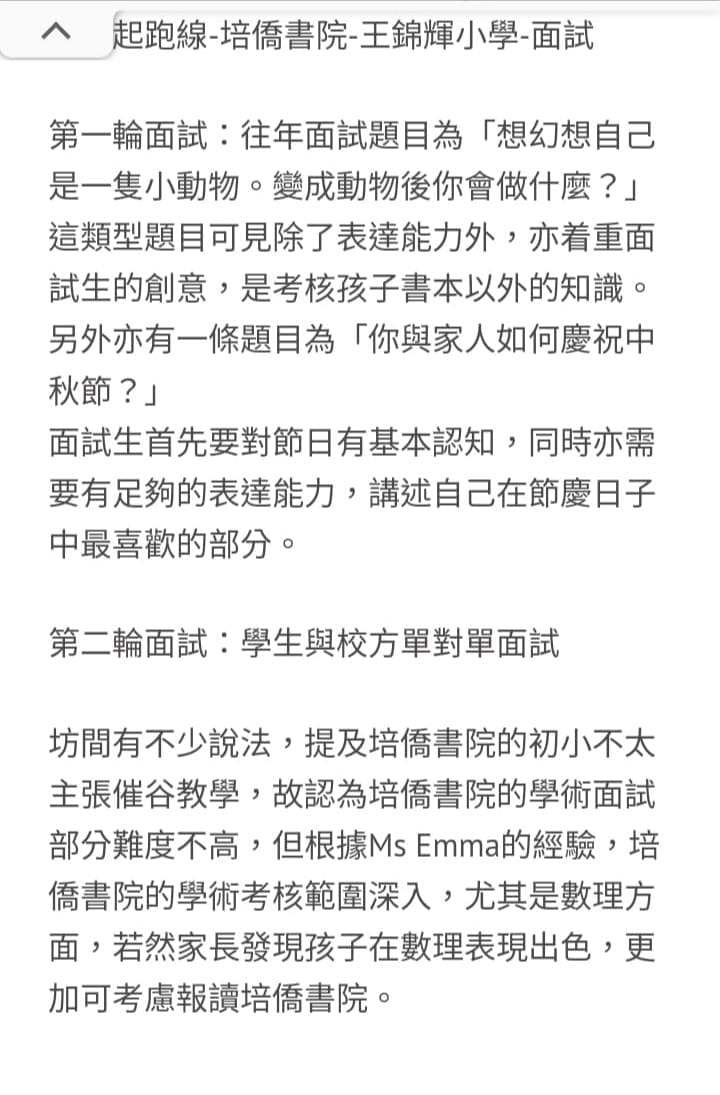 起跑線-培僑書院-王錦輝小學-面試
第一輪面試：往年面試題目為「想幻想自己
是一隻小動物。變成動物後你會做什麼？」
這類型題目可見除了表達能力外，亦着重面
試生的創意，是考核孩子書本以外的知識。
另外亦有一條題目為「你與家人如何慶祝中
秋節？」
面試生首先要對節日有基本認知，同時亦需
要有足夠的表達能力，講述自己在節慶日子
中最喜歡的部分。
第二輪面試：學生與校方單對單面試
坊間有不少說法，提及培僑書院的初小不太
主張催谷教學，故認為培僑書院的學術面試
部分難度不高，但根據Ms Emma的經驗，培
僑書院的學術考核範圍深入，尤其是數理方
面，若然家長發現孩子在數理表現出色，更
加可考慮報讀培僑書院。